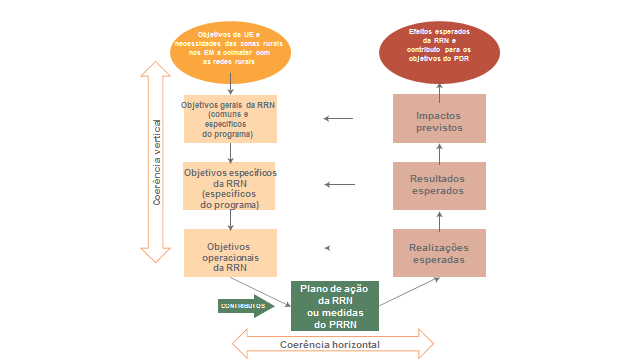 Objetivos da UE e
necessidades das zonas rurais
nos EM a colmatar com
as redes rurais
Efeitos esperados
da RRN e
contributo para os
objetivos do PDR
Coerência vertical
Objetivos gerais da RRN
(comuns e
específicos
do programa)
Impactos
previstos
Objetivos específicos
da RRN
(específicos
do programa)
Resultados
esperados
Objetivos
operacionais
da RRN
Realizações
esperadas
CONTRIBUTOS
Plano de ação
da RRN
ou medidas
do PRRN
Coerência horizontal